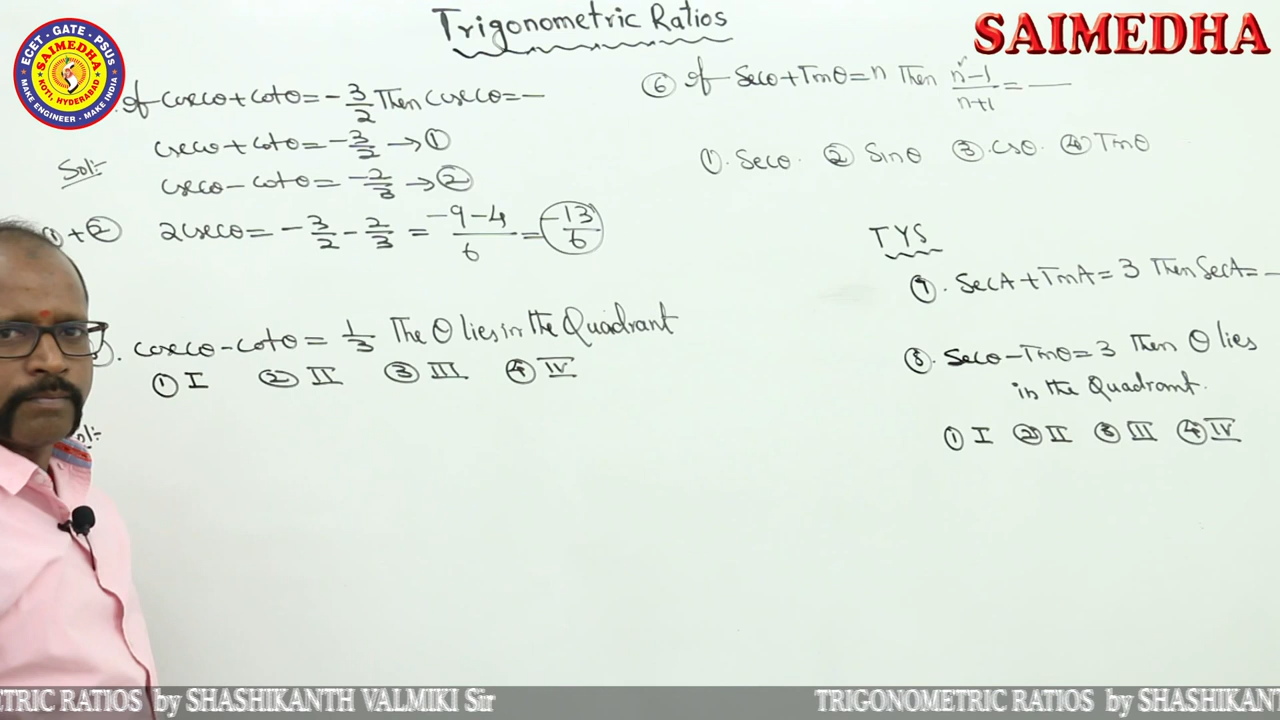 Trigonometric Ratios
SAIMEDHA
ECET - GATE - PSUS
SAIMEDHA
KOTI, HYDERABAD
MAKE ENGINEER - MAKE INDIA
If cosecθ+cotθ=-3/2 Then cosecθ=—
Sol:-
csecθ+cotθ=-3/2→①
csecθ-cotθ=-2/3→②
①+② 2csecθ=-3/2-2/3=(-9-4)/6=-13/6
cosecθ-cotθ=1/3 The θ lies in the Quadrant
① I ② II ③ III ④ IV
Sol:-
⑥ If Secθ+Tanθ=n Then (n²-1)/(n²+1)=—
①. Secθ. ② Sinθ ③. Csθ. ④ Tanθ
TYS
⑦. SecA+TanA=3 Then SecA=—
⑧. Secθ-Tanθ=3 Then θ lies
in the Quadrant.
① I ② II ③ III ④ IV
ETRIC RATIOS by SHASHIKANTH VALMIKI Sir
TRIGONOMETRIC RATIOS by SHASHIKANT